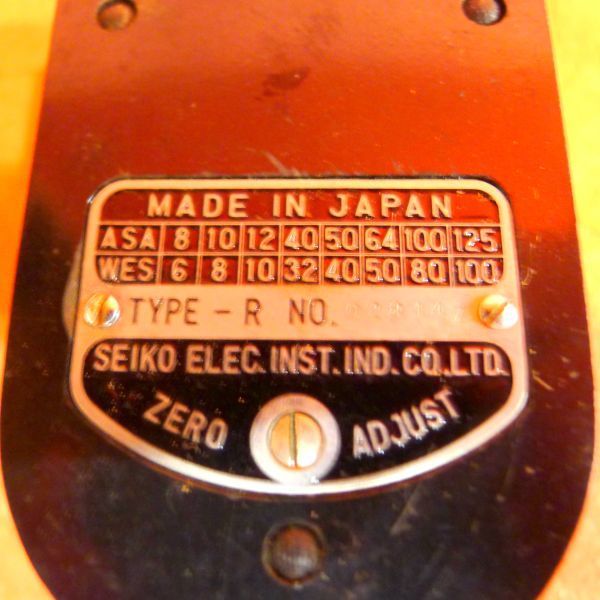 MADE IN JAPAN
ASA 8 10 12 40 50 64 100 125
WES 6 8 10 32 40 50 80 100
TYPE - R NO.
SEIKO ELEC. INST. IND. CO. LTD.
ZERO ADJUST